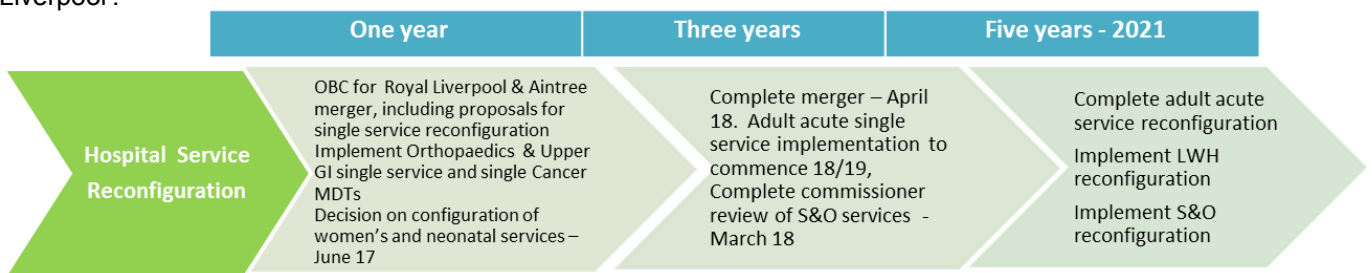 Liverpool.
One year
Three years
Five years - 2021
Hospital Service
Reconfiguration
OBC for Royal Liverpool & Aintree
merger, including proposals for
single service reconfiguration
Implement Orthopaedics & Upper
GI single service and single Cancer
MDTs
Decision on configuration of
women's and neonatal services –
June 17
Complete merger – April
18. Adult acute single
service implementation to
commence 18/19,
Complete commissioner
review of S&O services -
March 18
Complete adult acute
service reconfiguration
Implement LWH
reconfiguration
Implement S&O
reconfiguration